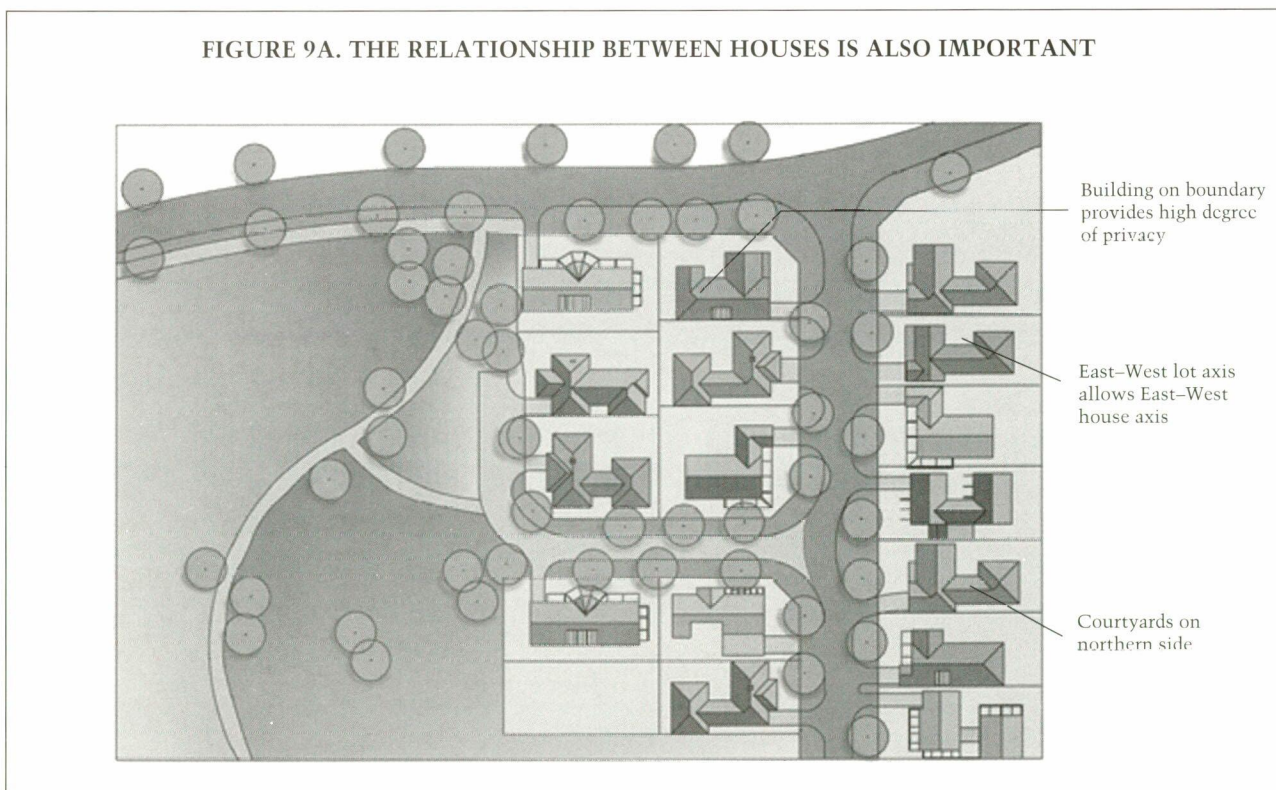 FIGURE 9A. THE RELATIONSHIP BETWEEN HOUSES IS ALSO IMPORTANT
Building on boundary
provides high degree
of privacy
East–West lot axis
allows East–West
house axis
Courtyards on
northern side